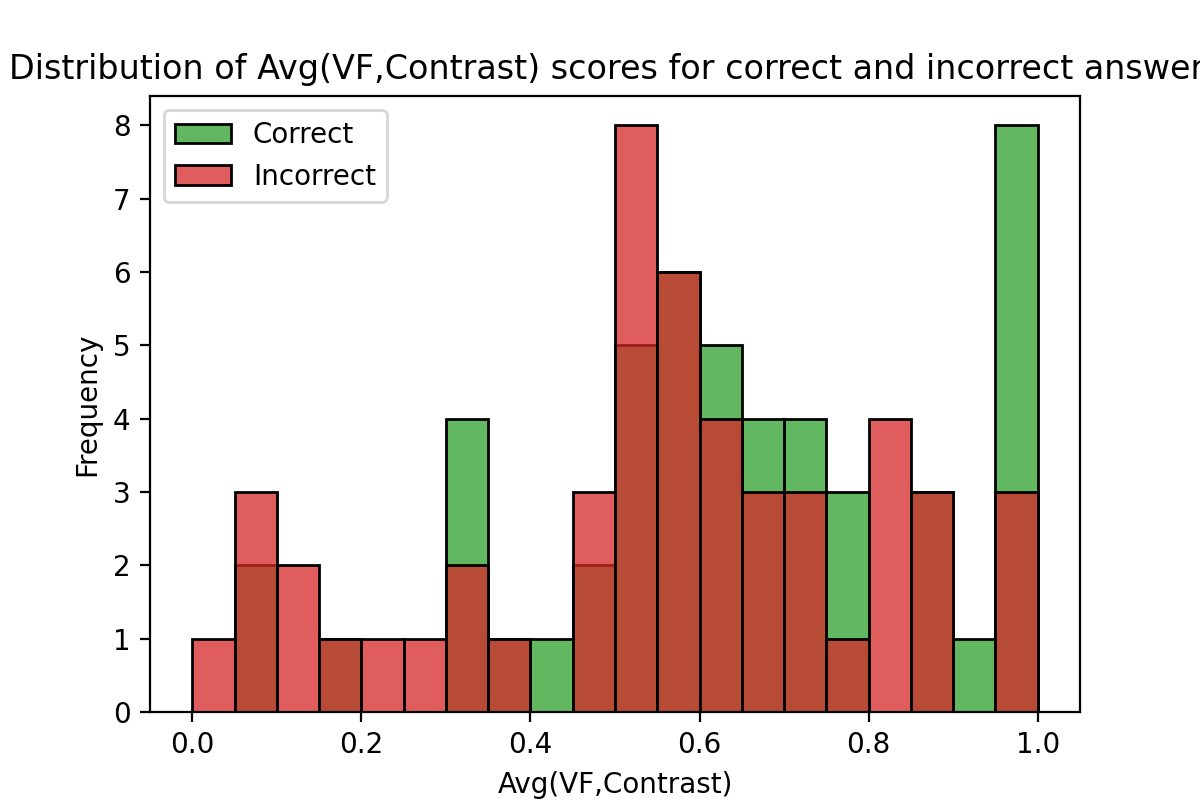 Distribution of Avg(VF,Contrast) scores for correct and incorrect answer
Correct
Incorrect
8
7
6
5
4
3
2
1
0
Frequency
0.0 0.2 0.4 0.6 0.8 1.0
Avg(VF,Contrast)